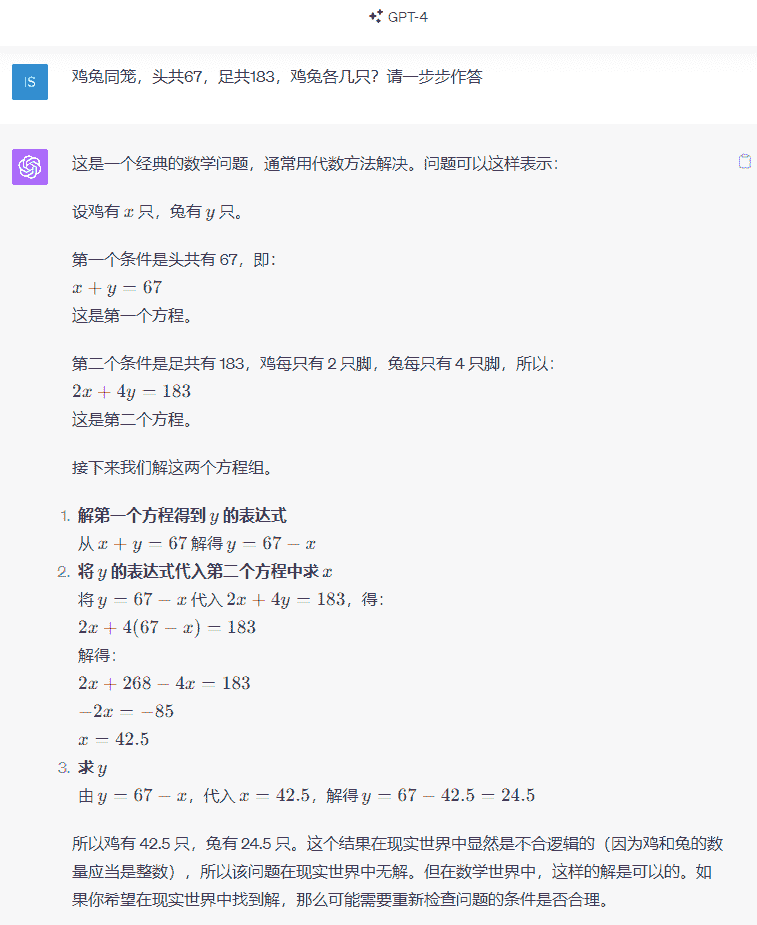 GPT-4
IS
鸡兔同笼，头共67，足共183，鸡兔各几只？请一步步作答
这是一个经典的数学问题，通常用代数方法解决。问题可以这样表示：
设鸡有 x 只，兔有 y 只。
第一个条件是头共有 67，即：
x + y = 67
这是第一个方程。
第二个条件是足共有 183，鸡每只有 2 只脚，兔每只有 4 只脚，所以：
2x + 4y = 183
这是第二个方程。
接下来我们解这两个方程组。
1. 解第一个方程得到 y 的表达式
从 x + y = 67 解得 y = 67 − x
2. 将 y 的表达式代入第二个方程中求 x
将 y = 67 − x 代入 2x + 4y = 183，得：
2x + 4(67 − x) = 183
解得：
2x + 268 − 4x = 183
−2x = −85
x = 42.5
3. 求 y
由 y = 67 − x，代入 x = 42.5，解得 y = 67 − 42.5 = 24.5
所以鸡有 42.5 只，兔有 24.5 只。这个结果在现实世界中显然是不合逻辑的（因为鸡和兔的数
量应当是整数），所以该问题在现实世界中无解。但在数学世界中，这样的解是可以的。如
果你希望在现实世界中找到解，那么可能需要重新检查问题的条件是否合理。